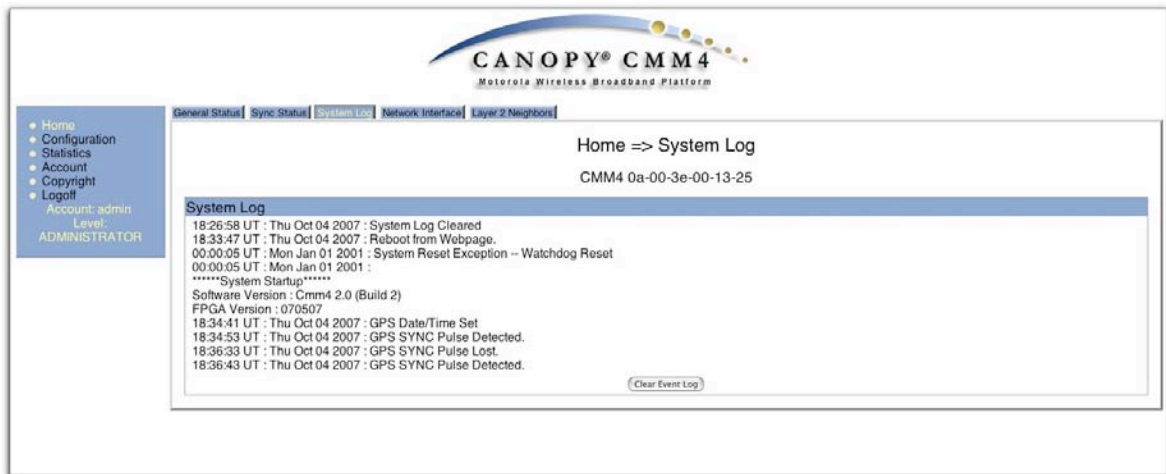 CANOPY® CMM4
Motorola Wireless Broadband Platform
General Status Sync Status System Log Network Interface Layer 2 Neighbors
Home
Configuration
Statistics
Account
Copyright
Logoff
Account: admin
Level:
ADMINISTRATOR
Home => System Log
CMM4 0a-00-3e-00-13-25
System Log
18:26:58 UT : Thu Oct 04 2007 : System Log Cleared
18:33:47 UT : Thu Oct 04 2007 : Reboot from Webpage.
00:00:05 UT : Mon Jan 01 2001 : System Reset Exception -- Watchdog Reset
00:00:05 UT : Mon Jan 01 2001 :
******System Startup******
Software Version : Cmm4 2.0 (Build 2)
FPGA Version : 070507
18:34:41 UT : Thu Oct 04 2007 : GPS Date/Time Set
18:34:53 UT : Thu Oct 04 2007 : GPS SYNC Pulse Detected.
18:36:33 UT : Thu Oct 04 2007 : GPS SYNC Pulse Lost.
18:36:43 UT : Thu Oct 04 2007 : GPS SYNC Pulse Detected.
Clear Event Log